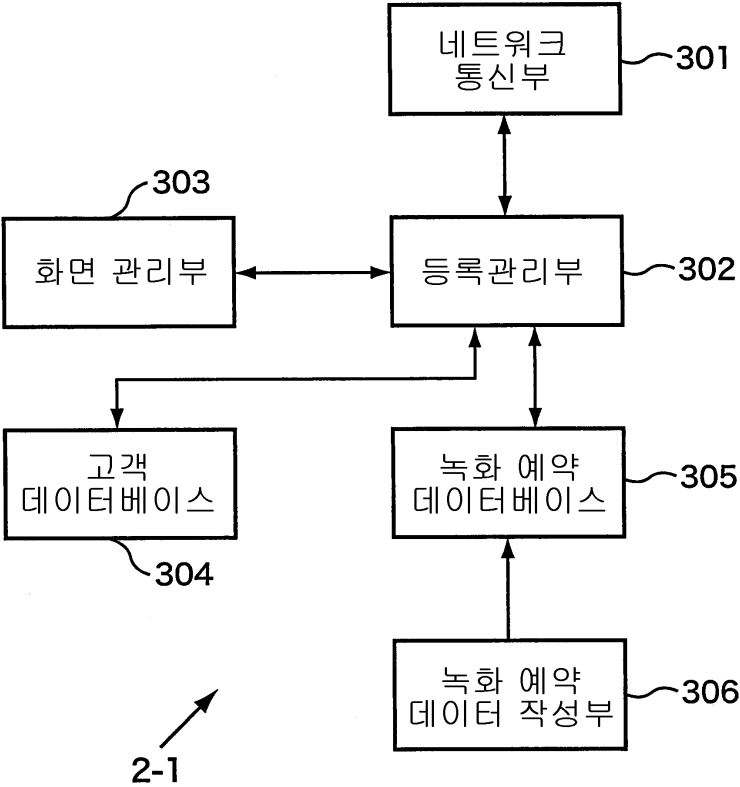 네트워크
통신부
301
303
화면 관리부
등록관리부
302
고객
데이터베이스
304
녹화 예약
데이터베이스
305
녹화 예약
데이터 작성부
306
2-1